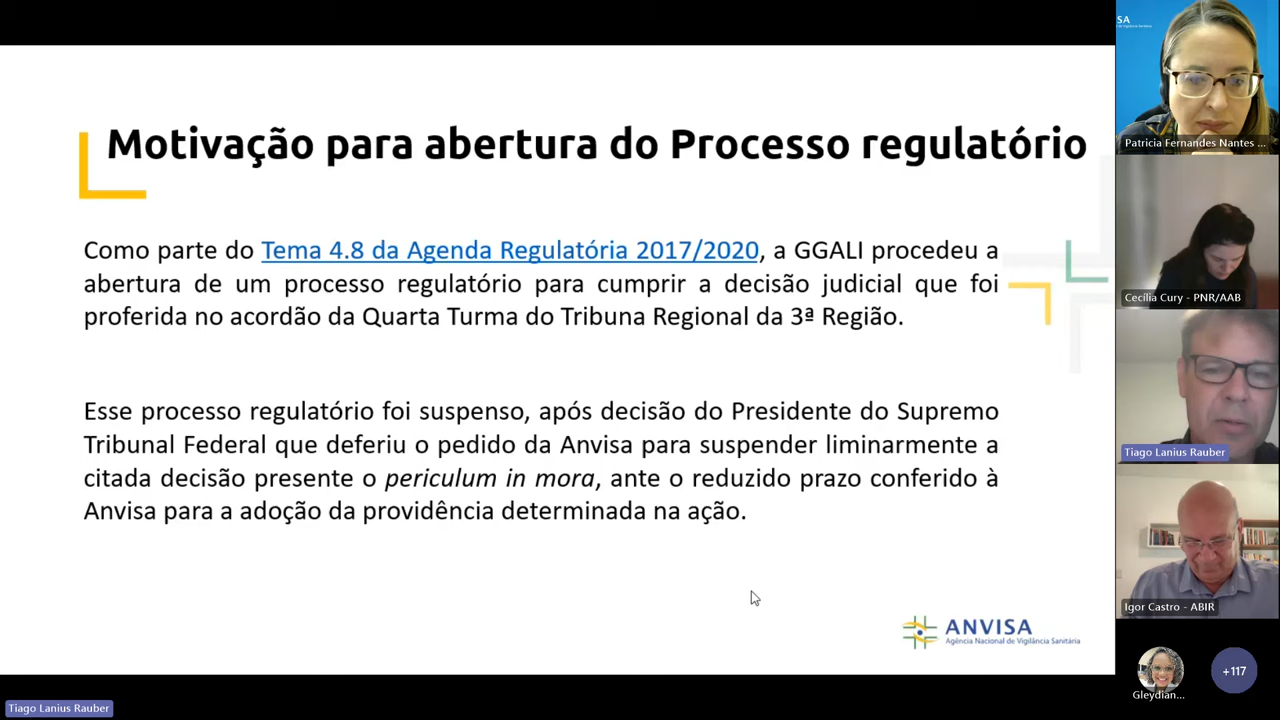 Motivação para abertura do Processo regulatório
Como parte do Tema 4.8 da Agenda Regulatória 2017/2020, a GGALI procedeu a
abertura de um processo regulatório para cumprir a decisão judicial que foi
proferida no acordão da Quarta Turma do Tribuna Regional da 3ª Região.
Esse processo regulatório foi suspenso, após decisão do Presidente do Supremo
Tribunal Federal que deferiu o pedido da Anvisa para suspender liminarmente a
citada decisão presente o periculum in mora, ante o reduzido prazo conferido à
Anvisa para a adoção da providência determinada na ação.
ANVISA
Agência Nacional de Vigilância Sanitária
Tiago Lanius Rauber
SA
Patricia Fernandes Nantes ...
Cecília Cury - PNR/AAB
Tiago Lanius Rauber
Igor Castro - ABIR
Gleydian...
+117